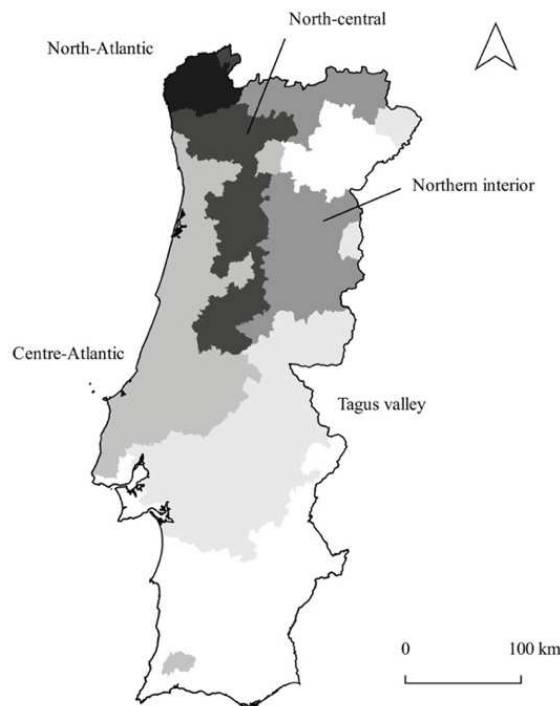 North-central
North-Atlantic
Northern interior
Centre-Atlantic
Tagus valley
0
100 km